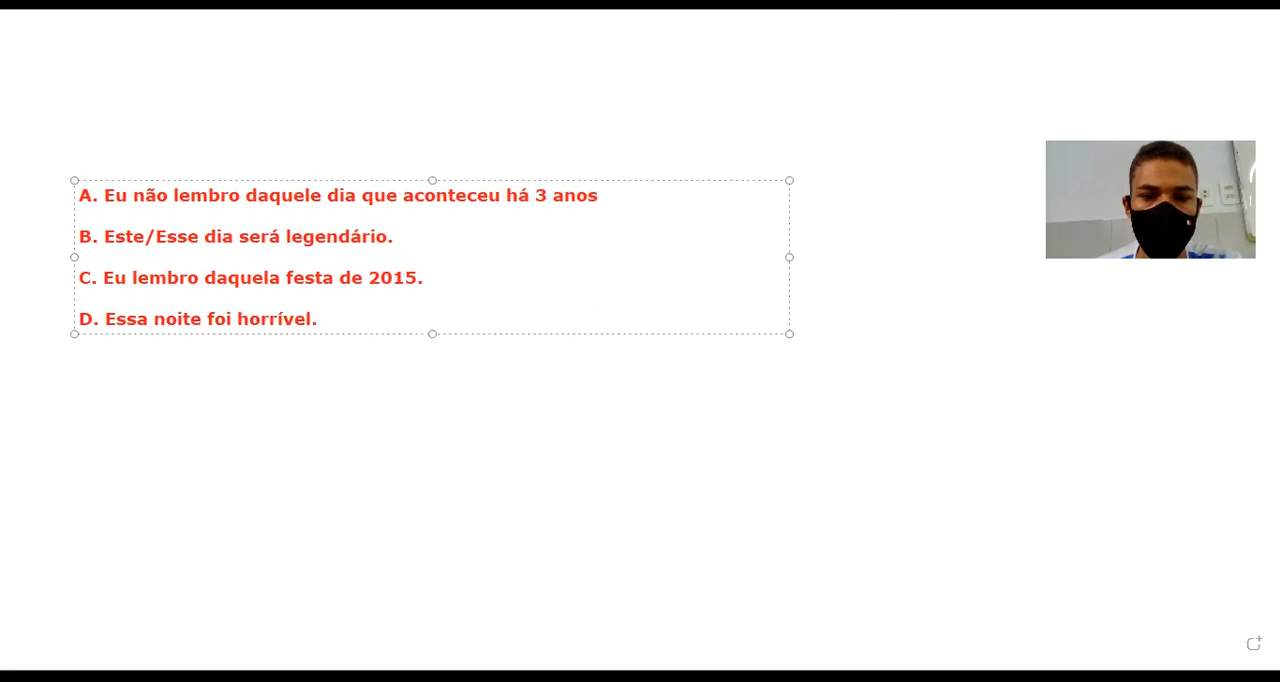 A. Eu não lembro daquele dia que aconteceu há 3 anos
B. Este/Esse dia será legendário.
C. Eu lembro daquela festa de 2015.
D. Essa noite foi horrível.